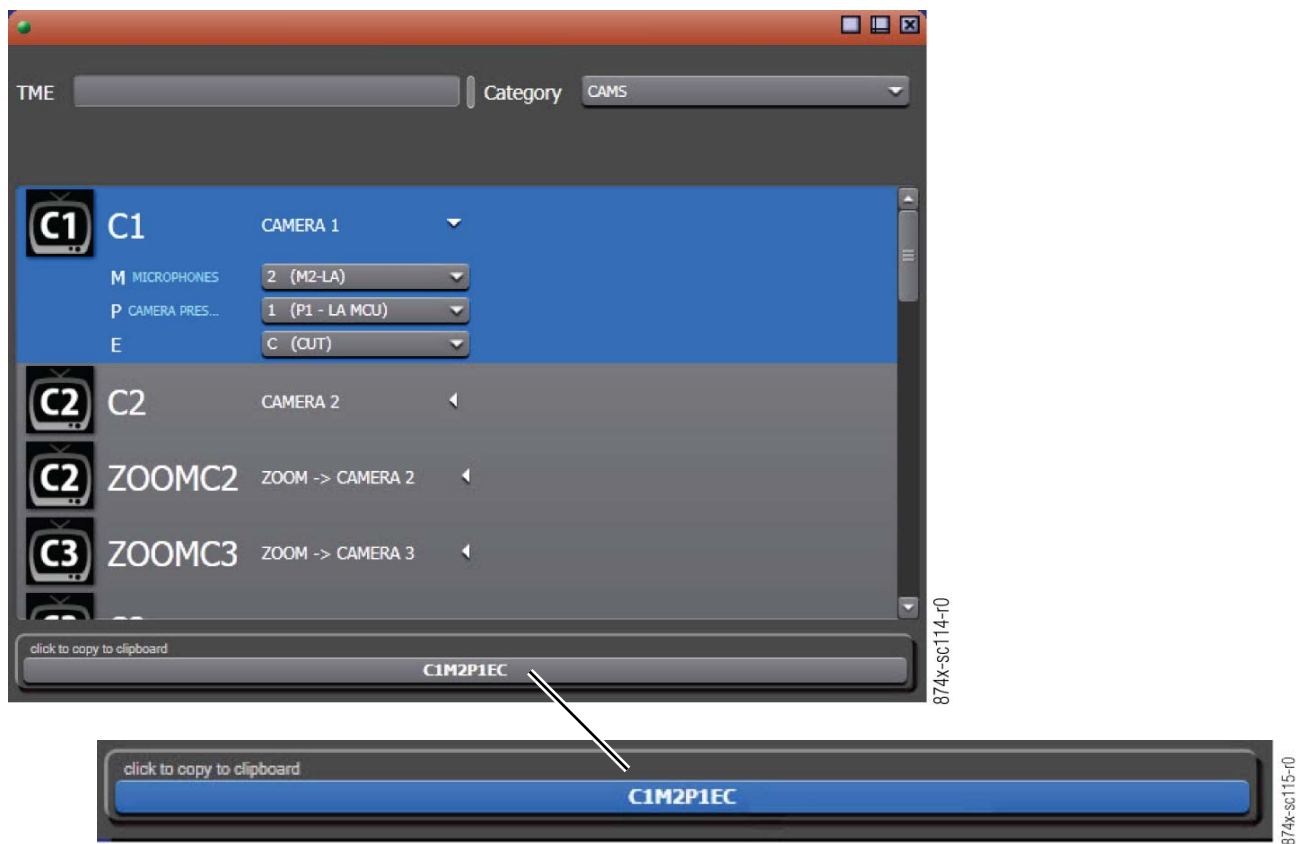 TME Category CAMS
C1 C1 CAMERA 1
M MICROPHONES 2 (M2-LA)
P CAMERA PRES... 1 (P1 - LA MCU)
E C (CUT)
C2 C2 CAMERA 2
C2 ZOOMC2 ZOOM -> CAMERA 2
C3 ZOOMC3 ZOOM -> CAMERA 3
click to copy to clipboard
C1M2P1EC
874x-sc114-r0
click to copy to clipboard
C1M2P1EC
874x-sc115-r0